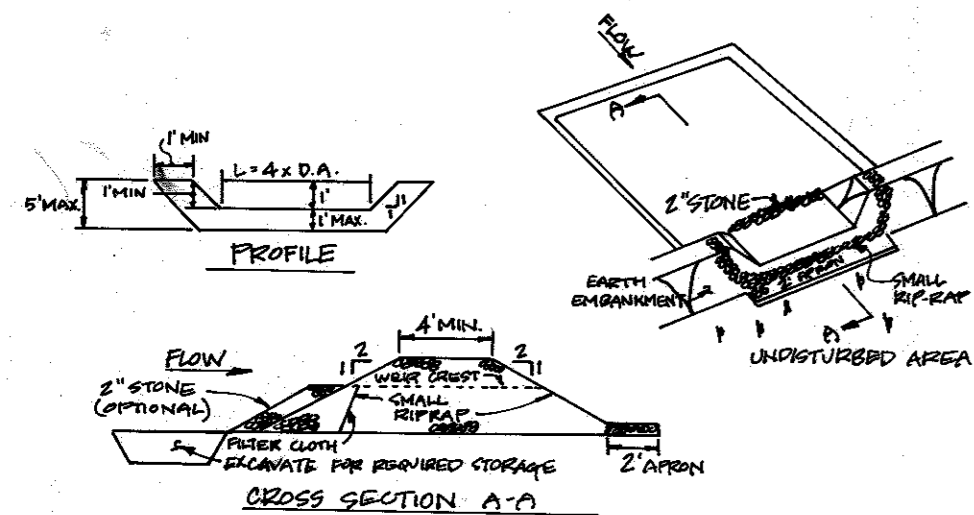 1' MIN
L = 4 x D.A.
1' MIN
5' MAX.
1'
1' MAX.
1
1
PROFILE
FLOW
A
2" STONE
EARTH
EMBANKMENT
2' APRON
SMALL
RIP-RAP
A
UNDISTURBED AREA
4' MIN.
FLOW
2
1
2
1
WEIR CREST
2" STONE
(OPTIONAL)
SMALL
RIPRAP
FILTER CLOTH
EXCAVATE FOR REQUIRED STORAGE
2' APRON
CROSS SECTION A-A